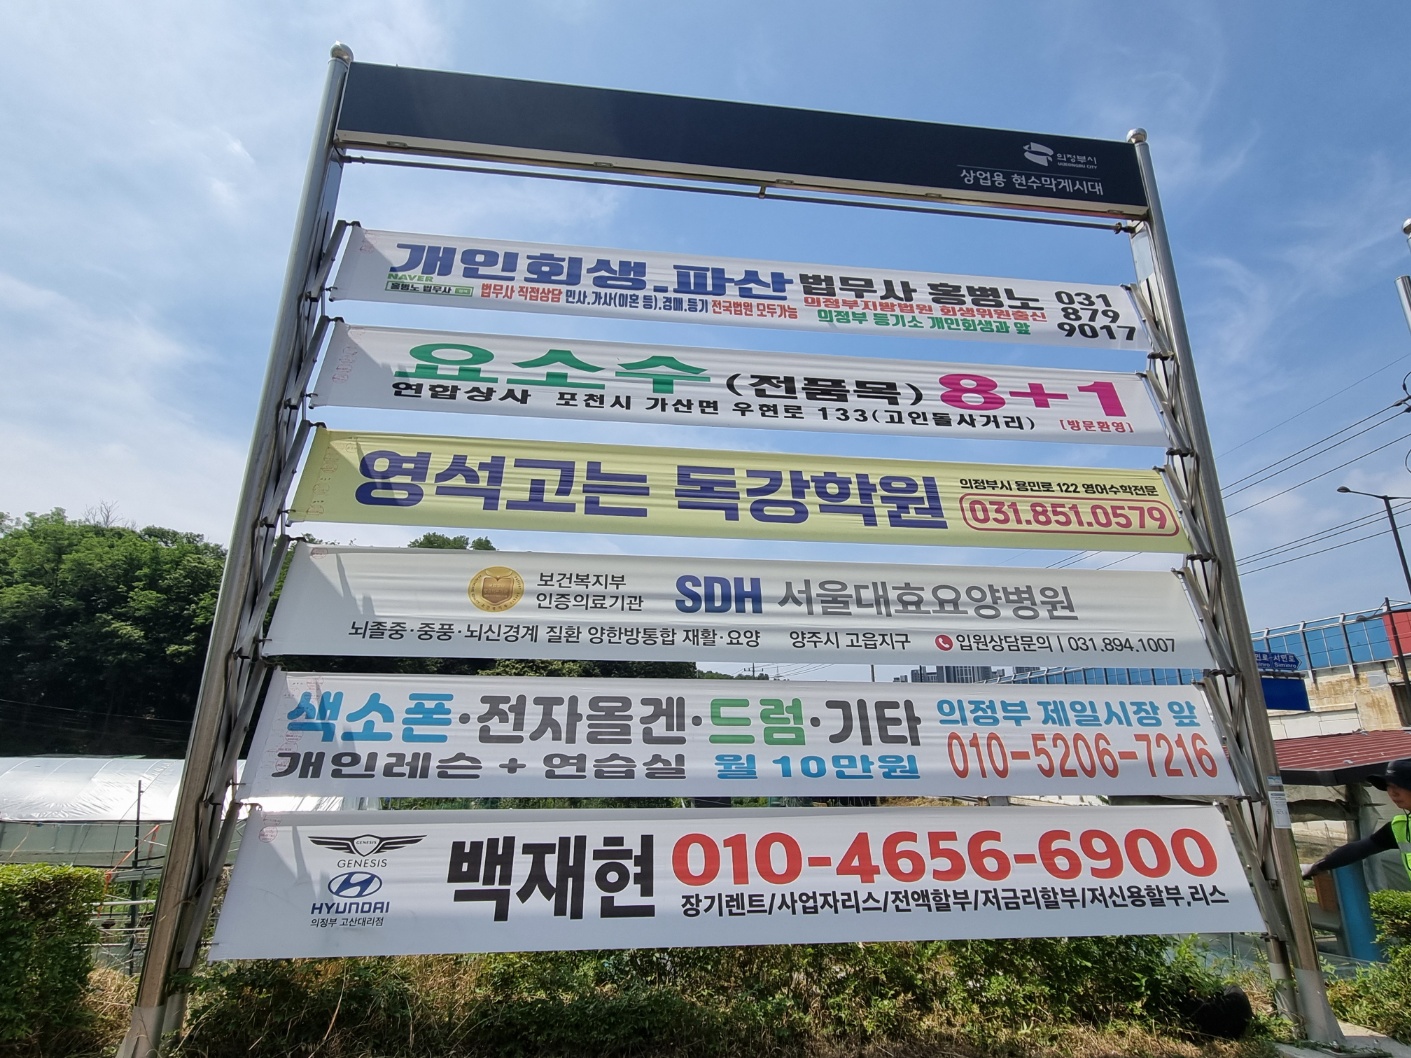 의정부시
UIJEONGBU CITY
상업용 현수막게시대
개인회생.파산 법무사 홍병노 031 879 9017
NAVER
홍병노 법무사
법무사 직접상담 민사.가사(이혼 등).경매.등기 전국법원 모두가능 의정부지방법원 회생위원출신
의정부 등기소 개인회생과 앞
요소수 (전품목) 8+1
연합상사 포천시 가산면 우현로 133(고인돌사거리) [방문환영]
영석고는 독강학원
의정부시 용민로 122 영어수학전문
031.851.0579
보건복지부
인증의료기관
SDH 서울대효요양병원
뇌졸중·중풍·뇌신경계 질환 양한방통합 재활·요양 양주시 고읍지구 입원상담문의 | 031.894.1007
색소폰·전자올겐·드럼·기타 의정부 제일시장 앞
개인레슨 + 연습실 월 10만원 010-5206-7216
GENESIS
GENESIS
HYUNDAI
의정부 고산대리점
백재현 010-4656-6900
장기렌트/사업자리스/전액할부/저금리할부/저신용할부,리스